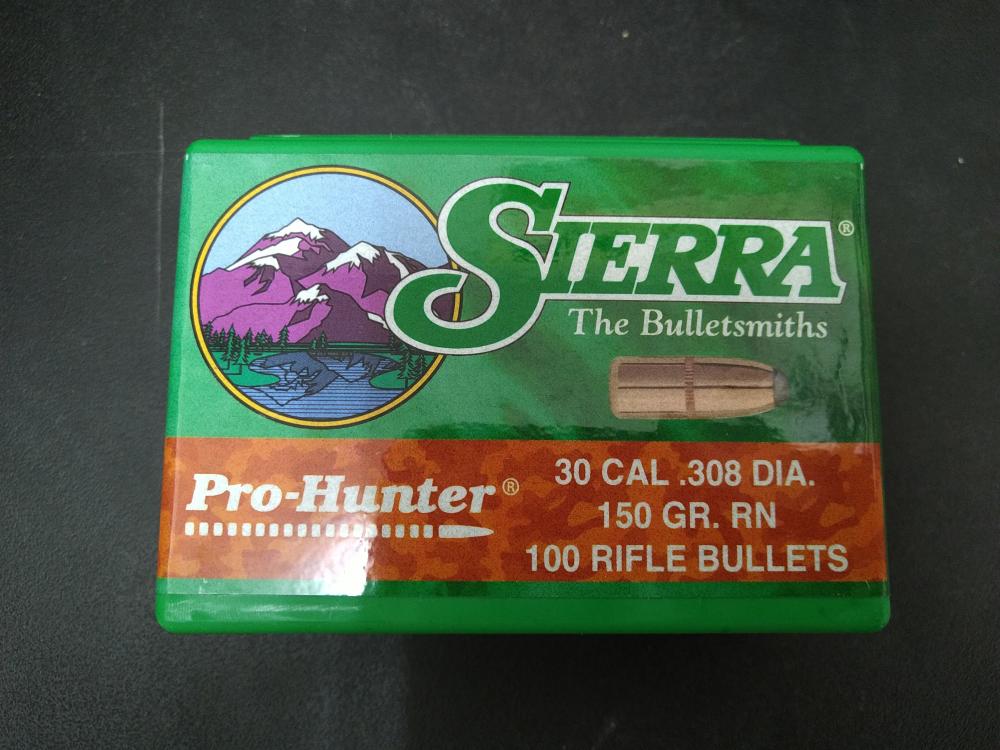 SIERRA®
The Bulletsmiths
Pro-Hunter®
30 CAL .308 DIA.
150 GR. RN
100 RIFLE BULLETS